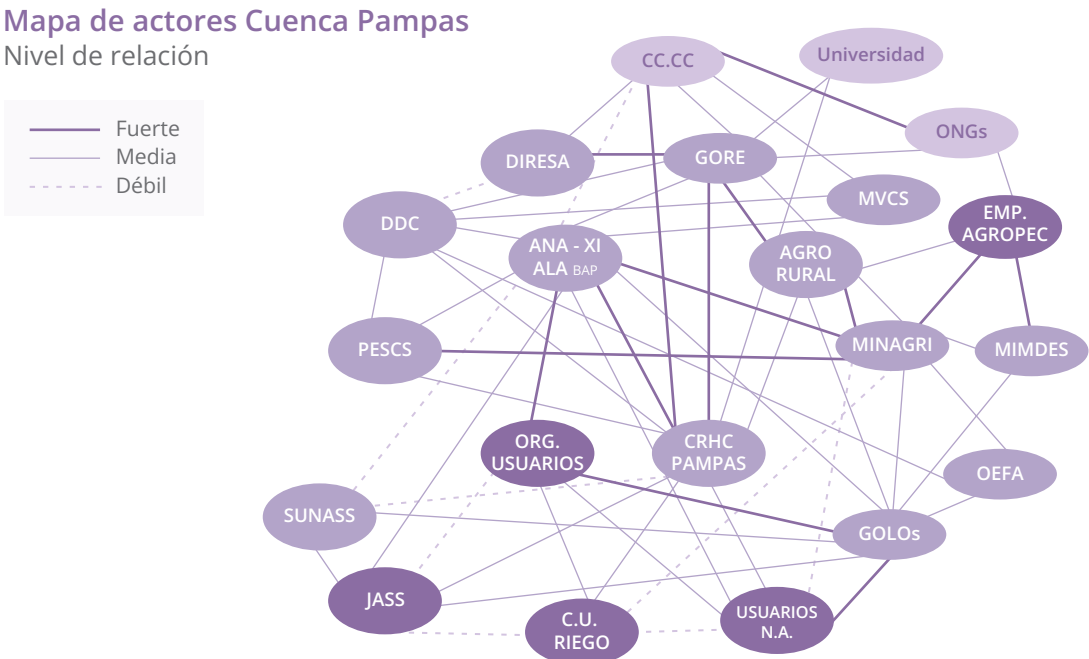 Mapa de actores Cuenca Pampas
Nivel de relación
Fuerte
Media
Débil
CC.CC
Universidad
ONGs
DIRESA
GORE
MVCS
EMP.
AGROPEC
DDC
ANA - XI
ALA BAP
AGRO
RURAL
PESCS
MINAGRI
MIMDES
ORG.
USUARIOS
CRHC
PAMPAS
OEFA
SUNASS
GOLOs
JASS
C.U.
RIEGO
USUARIOS
N.A.